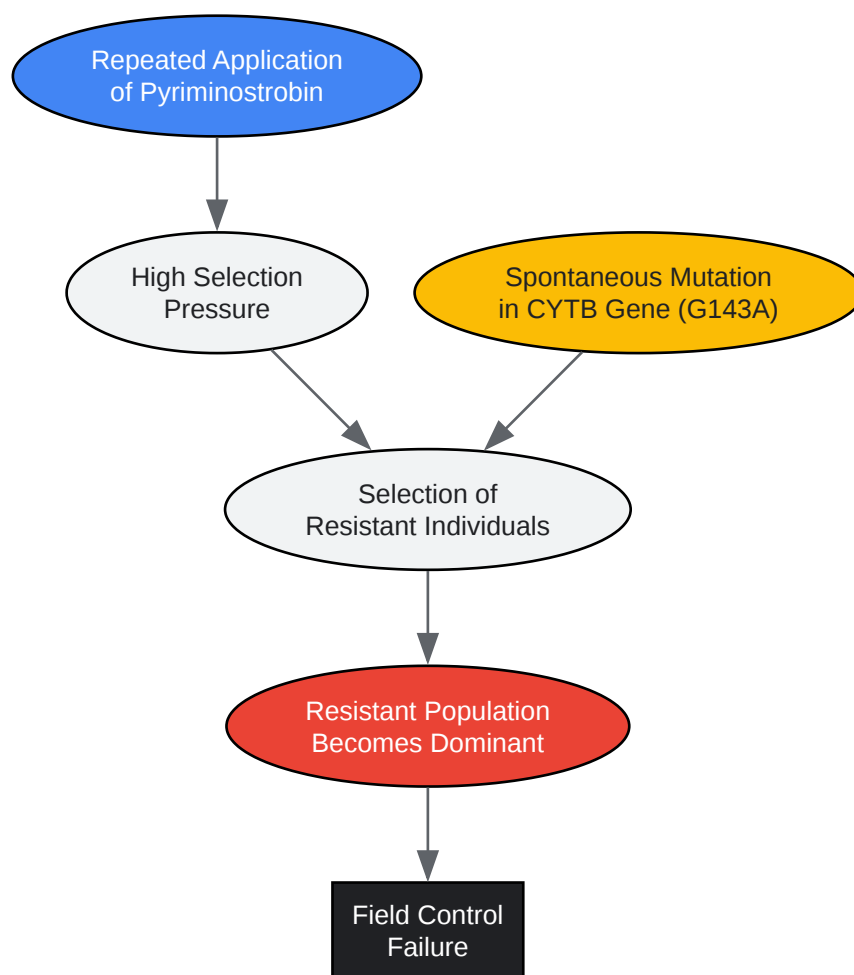 Repeated Application
of Pyriminostrobin
High Selection
Pressure
Spontaneous Mutation
in CYTB Gene (G143A)
Selection of
Resistant Individuals
Resistant Population
Becomes Dominant
Field Control
Failure